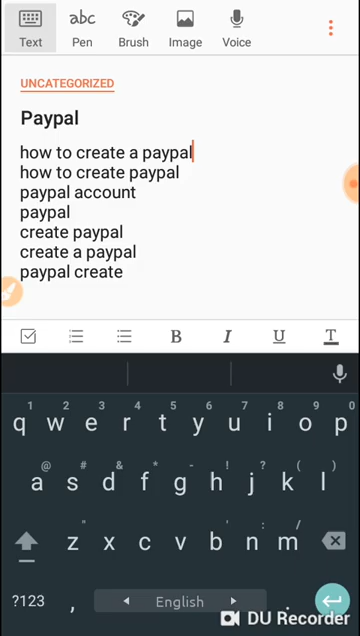 Text
abc
Pen
Brush
Image
Voice
UNCATEGORIZED
Paypal
how to create a paypal
how to create paypal
paypal account
paypal
create paypal
create a paypal
paypal create
B I U T
1 2 3 4 5 6 7 8 9 0
q w e r t y u i o p
@ # & * - ! ? ( )
a s d f g h j k l
" ' : /
z x c v b n m
?123 , English .
DU Recorder